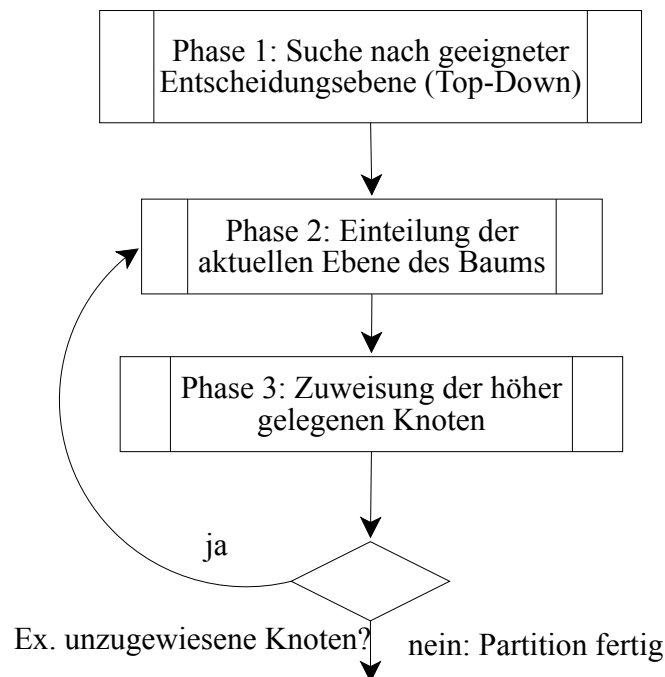 Phase 1: Suche nach geeigneter
Entscheidungsebene (Top-Down)
Phase 2: Einteilung der
aktuellen Ebene des Baums
Phase 3: Zuweisung der höher
gelegenen Knoten
ja
Ex. unzugewiesene Knoten?
nein: Partition fertig